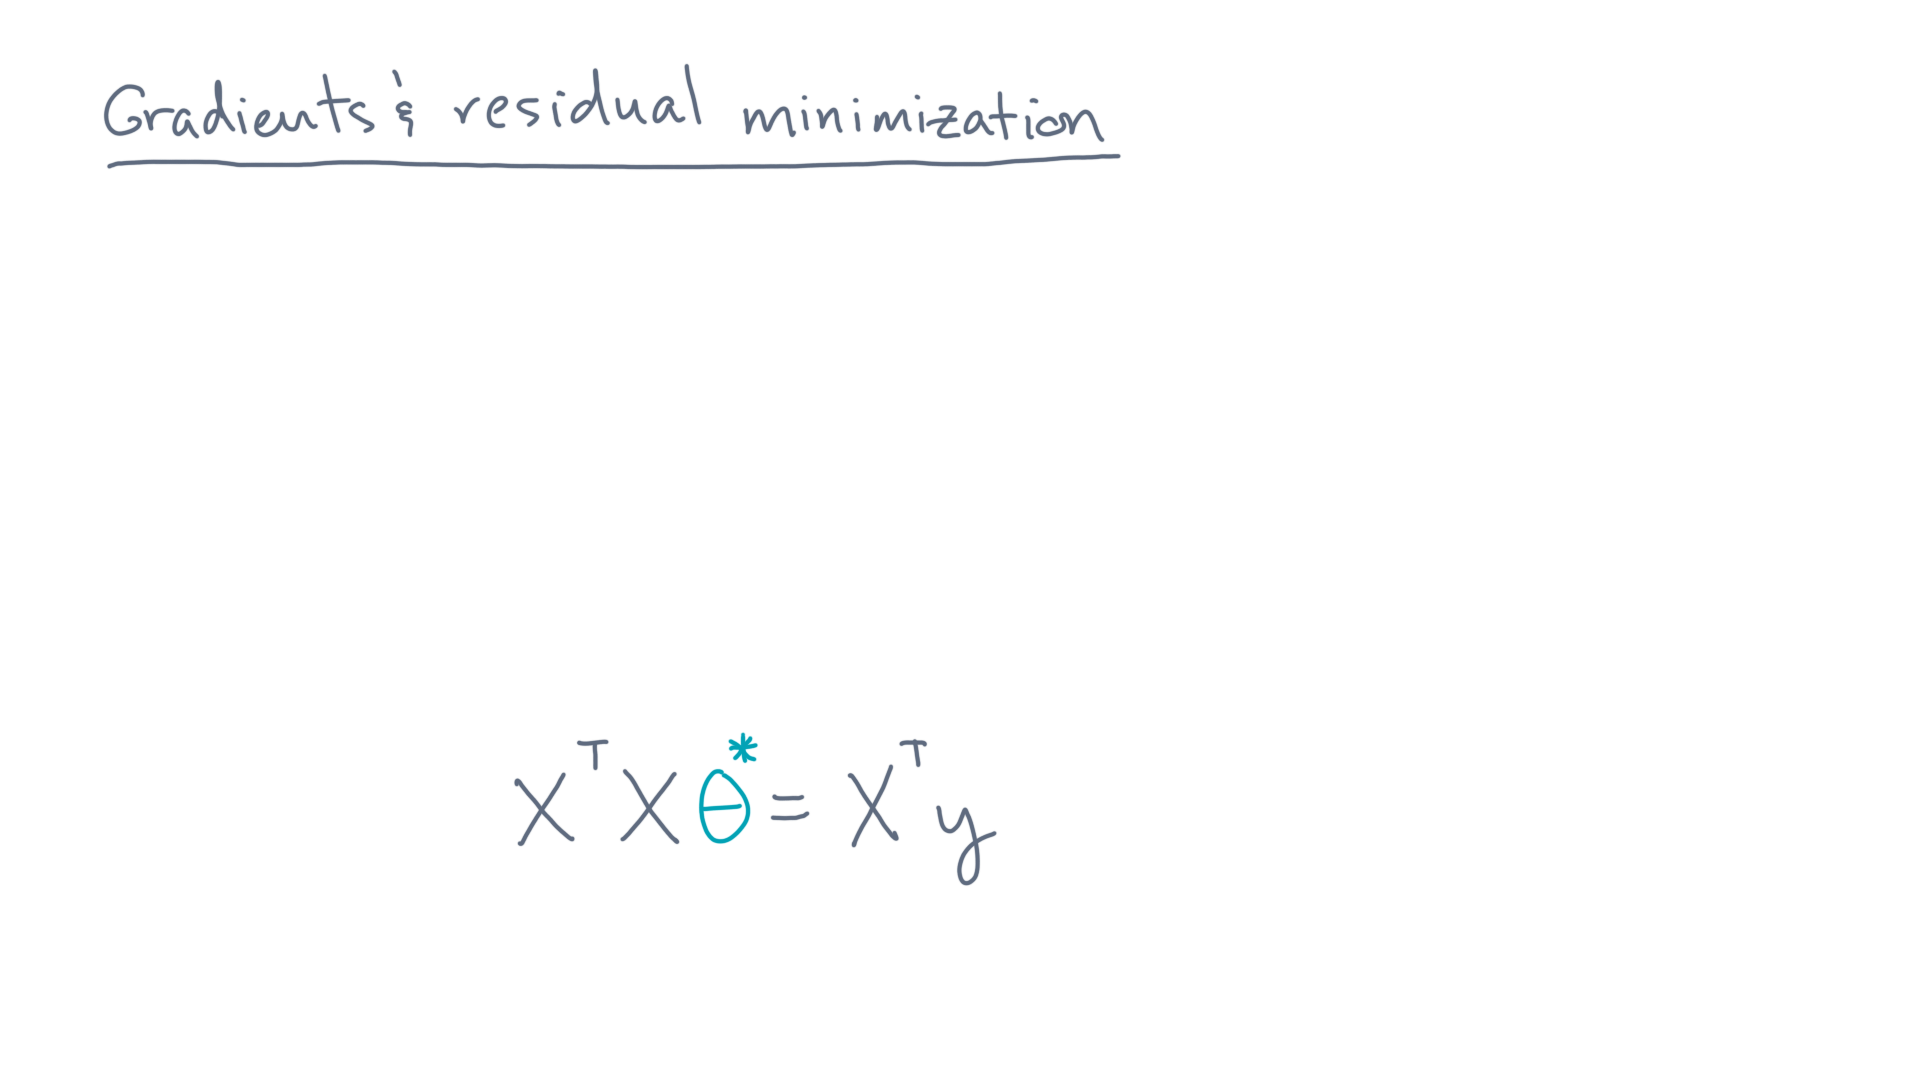 Gradients & residual minimization
XᵀXθ* = Xᵀy